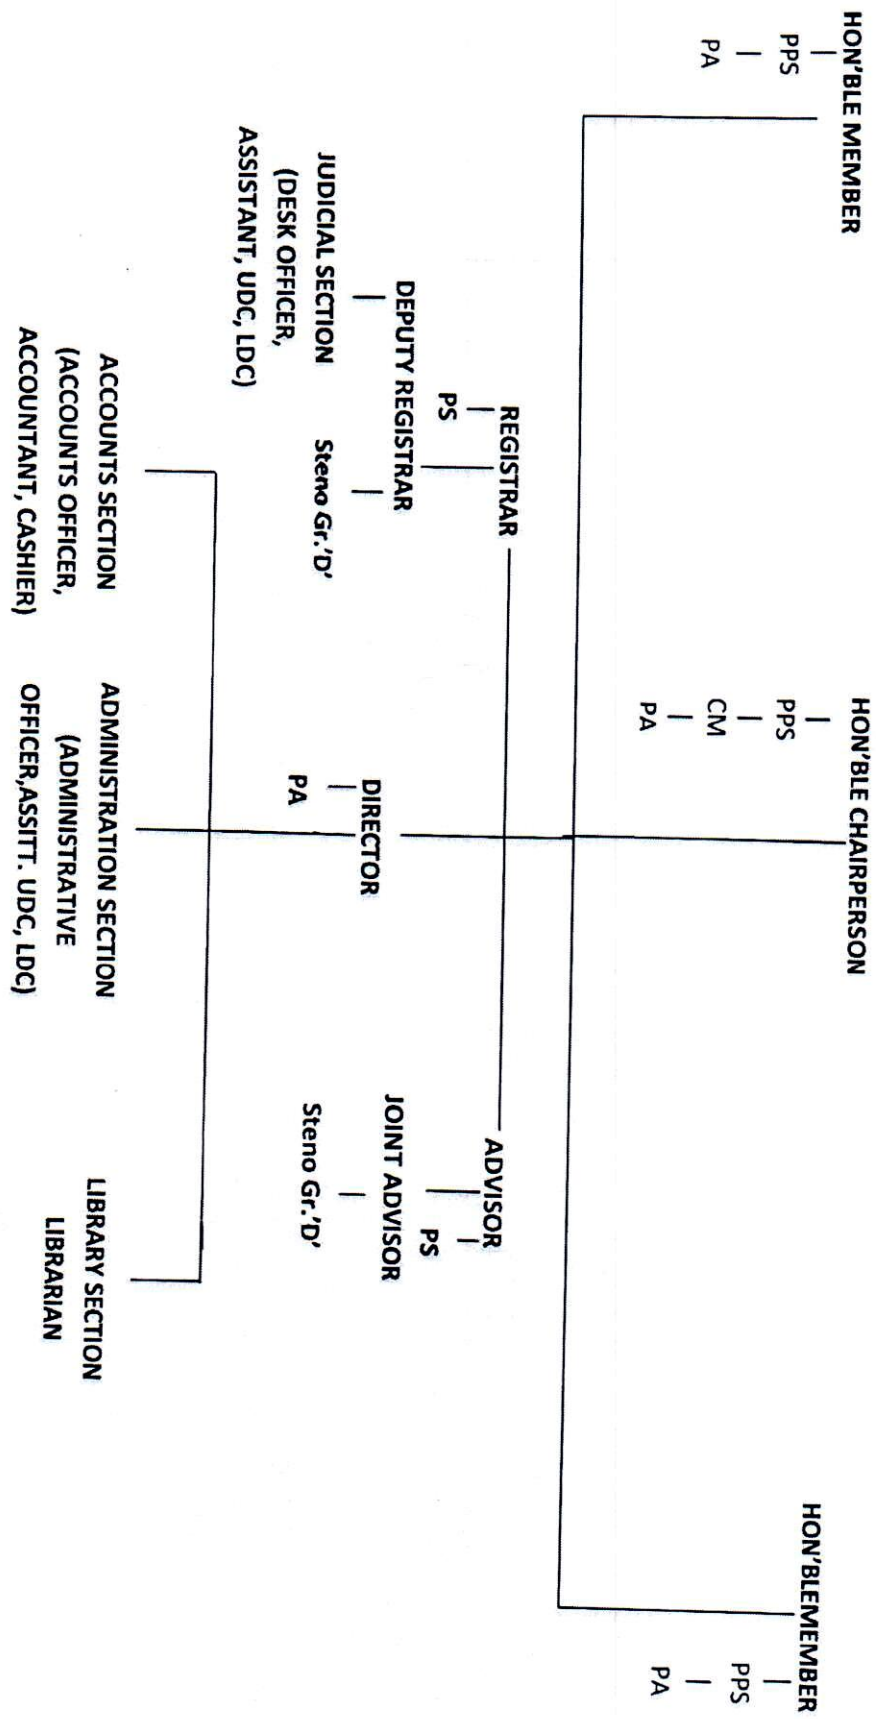 HON'BLE MEMBER
PPS
PA
HON'BLE CHAIRPERSON
PPS
CM
PA
HON'BLEMEMBER
PPS
PA
REGISTRAR
PS
DEPUTY REGISTRAR
JUDICIAL SECTION
(DESK OFFICER,
ASSISTANT, UDC, LDC)
Steno Gr.'D'
DIRECTOR
PA
ADVISOR
PS
JOINT ADVISOR
Steno Gr.'D'
ACCOUNTS SECTION
(ACCOUNTS OFFICER,
ACCOUNTANT, CASHIER)
ADMINISTRATION SECTION
(ADMINISTRATIVE
OFFICER,ASSITT. UDC, LDC)
LIBRARY SECTION
LIBRARIAN